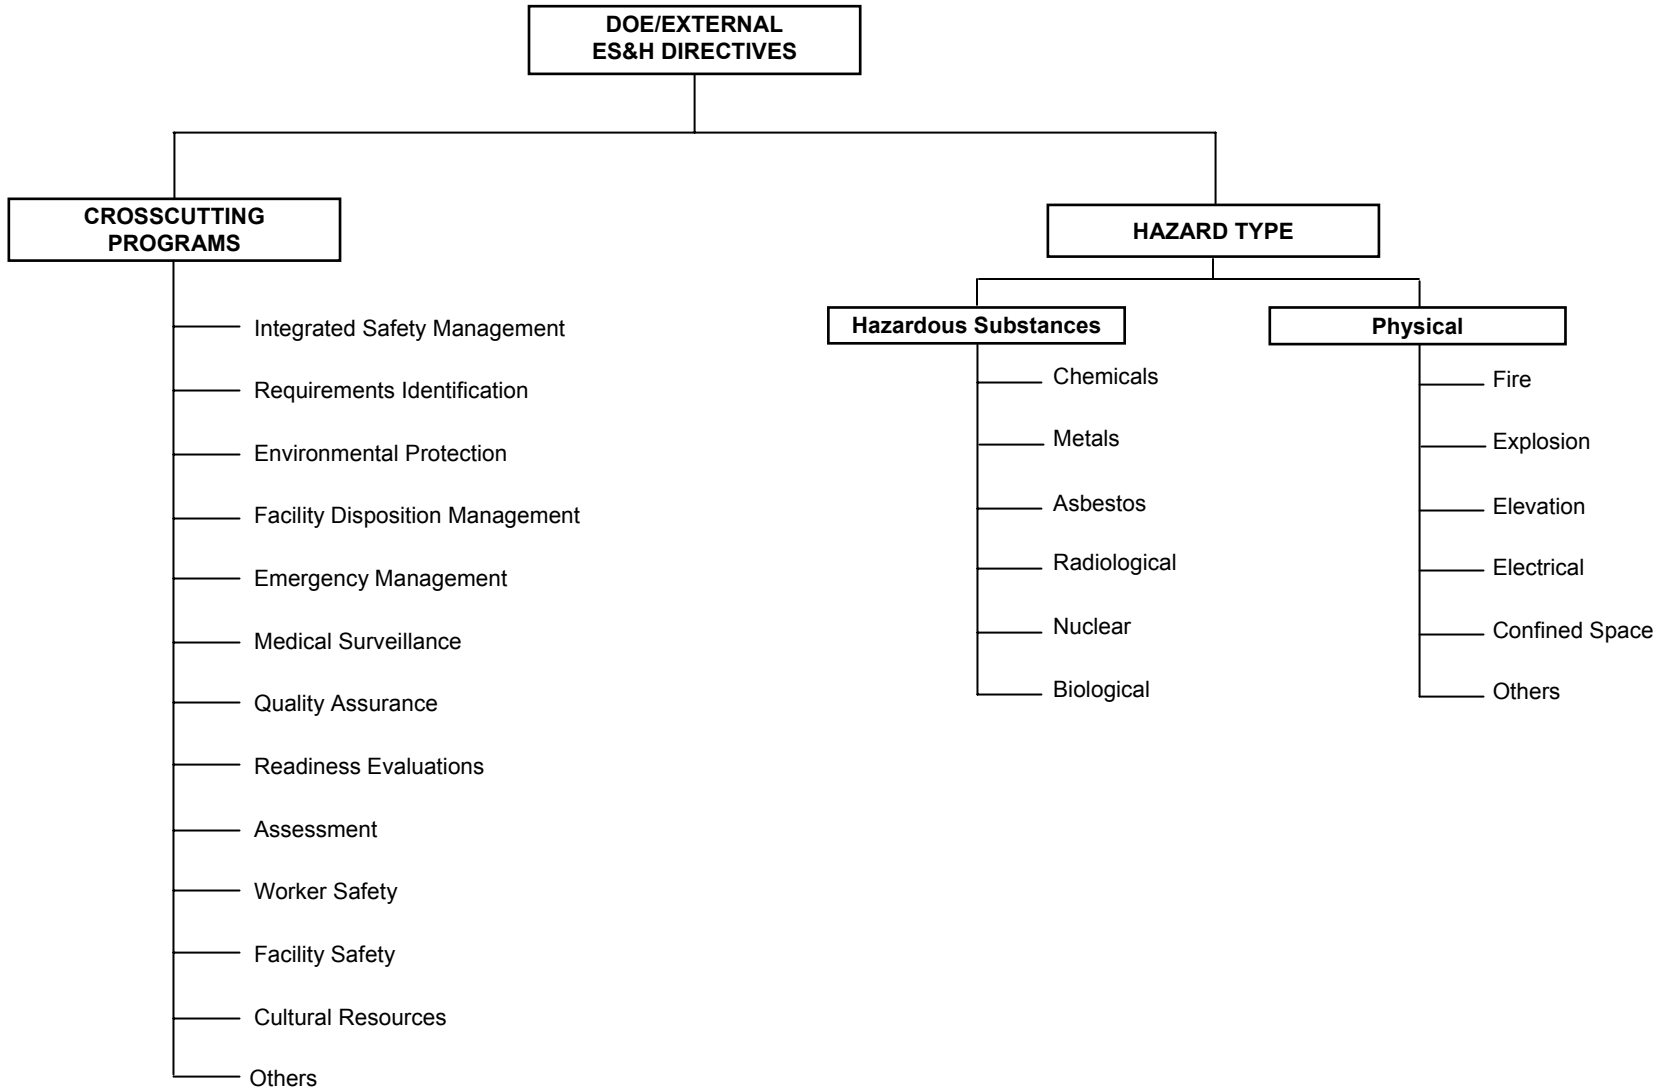 DOE/EXTERNAL
ES&H DIRECTIVES
CROSSCUTTING
PROGRAMS
Integrated Safety Management
Requirements Identification
Environmental Protection
Facility Disposition Management
Emergency Management
Medical Surveillance
Quality Assurance
Readiness Evaluations
Assessment
Worker Safety
Facility Safety
Cultural Resources
Others
HAZARD TYPE
Hazardous Substances
Chemicals
Metals
Asbestos
Radiological
Nuclear
Biological
Physical
Fire
Explosion
Elevation
Electrical
Confined Space
Others